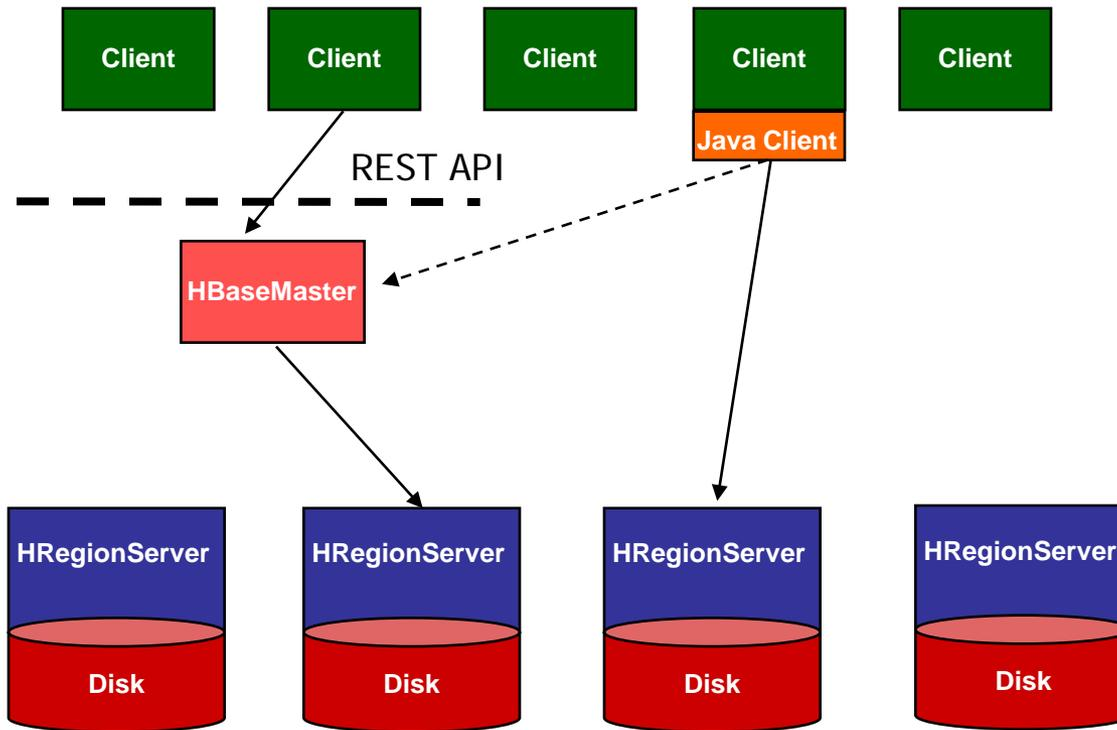 Client
Client
Client
Client
Client
Java Client
REST API
HBaseMaster
HRegionServer
HRegionServer
HRegionServer
HRegionServer
Disk
Disk
Disk
Disk